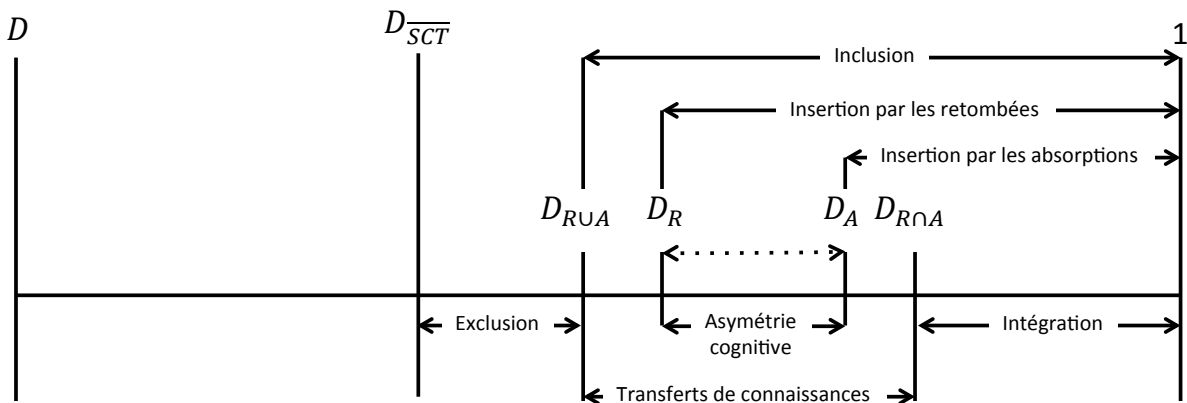 D
D_{\overline{SCT}}
1
Inclusion
Insertion par les retombées
Insertion par les absorptions
D_{R∪A}
D_R
D_A
D_{R∩A}
Exclusion
Asymétrie
cognitive
Intégration
Transferts de connaissances